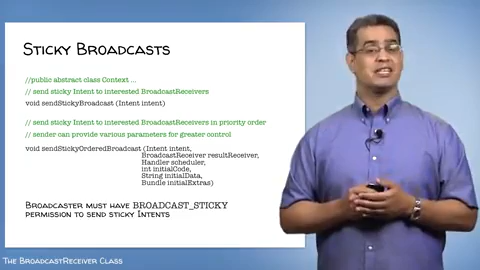 Sticky Broadcasts
//public abstract class Context ...
// send sticky Intent to interested BroadcastReceivers
void sendStickyBroadcast (Intent intent)
// send sticky Intent to interested BroadcastReceivers in priority order
// sender can provide various parameters for greater control
void sendStickyOrderedBroadcast (Intent intent,
BroadcastReceiver resultReceiver,
Handler scheduler,
int initialCode,
String initialData,
Bundle initialExtras)
Broadcaster must have BROADCAST_STICKY
permission to send sticky Intents
The BroadcastReceiver Class